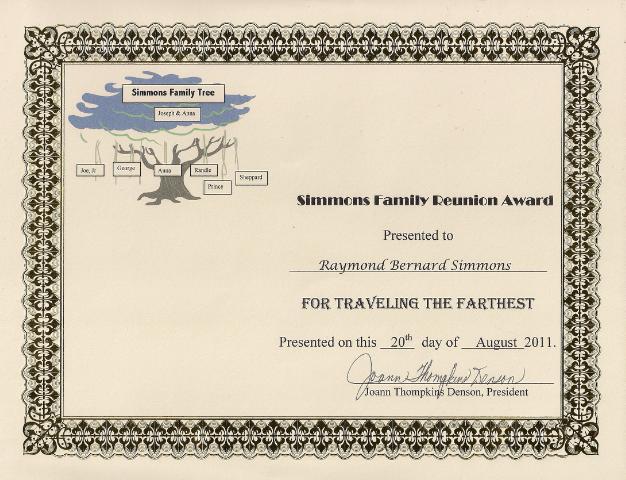 Simmons Family Tree
Joseph & Anna
Joe, Jr
George
Anna
Randle
Prince
Sheppard
Simmons Family Reunion Award
Presented to
Raymond Bernard Simmons
FOR TRAVELING THE FARTHEST
Presented on this 20th day of August 2011.
Joann Thompkins Denson
Joann Thompkins Denson, President